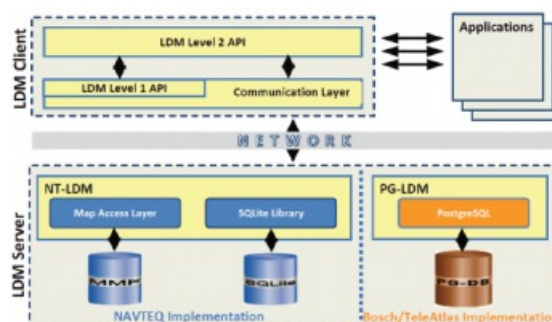 LDM Client
LDM Level 2 API
LDM Level 1 API
Communication Layer
Applications
NETWORK
LDM Server
NT-LDM
Map Access Layer
SQLite Library
MMP
SQLite
NAVTEQ Implementation
PG-LDM
PostgreSQL
PG-DB
Bosch/TeleAtlas Implementation